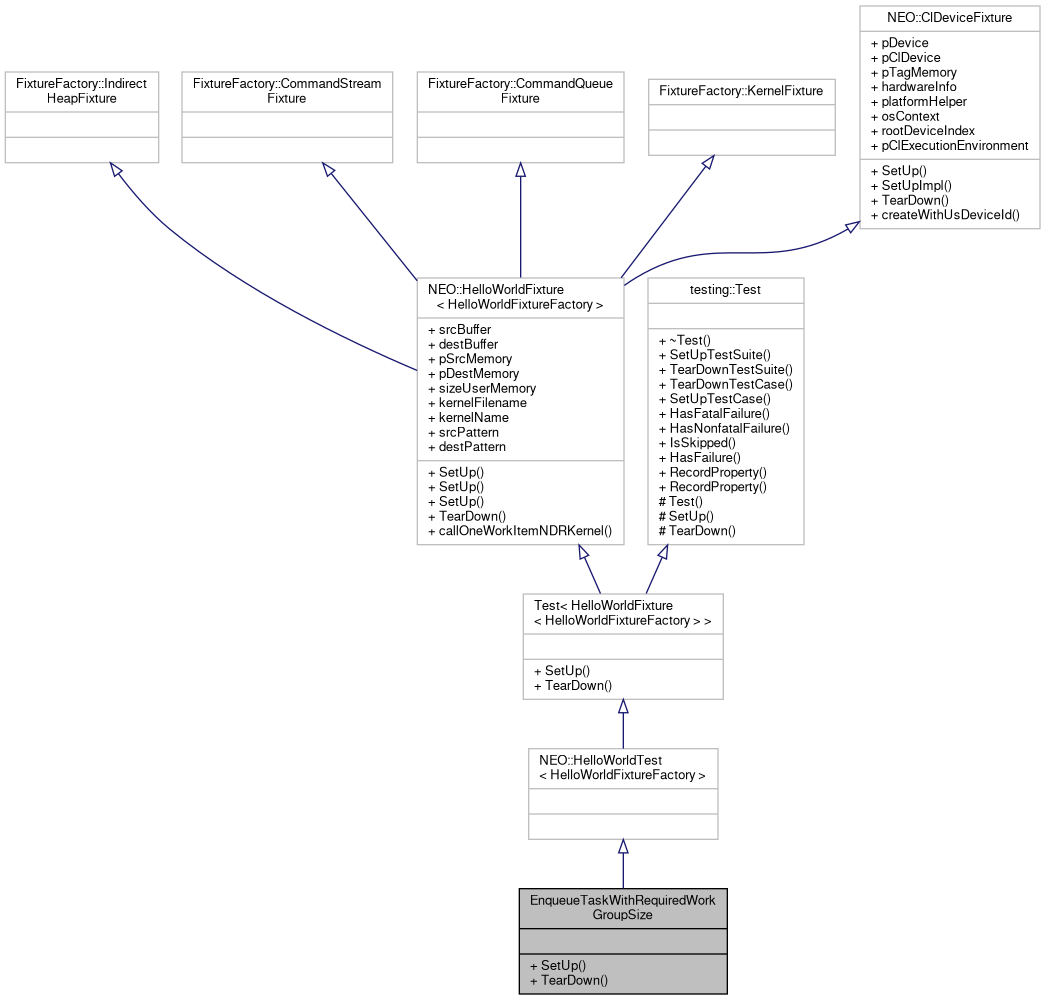 NEO::ClDeviceFixture
+ pDevice
+ pClDevice
+ pTagMemory
+ hardwareInfo
+ platformHelper
+ osContext
+ rootDeviceIndex
+ pClExecutionEnvironment
+ SetUp()
+ SetUpImpl()
+ TearDown()
+ createWithUsDeviceId()
FixtureFactory::Indirect
HeapFixture
FixtureFactory::CommandStream
Fixture
FixtureFactory::CommandQueue
Fixture
FixtureFactory::KernelFixture
NEO::HelloWorldFixture
< HelloWorldFixtureFactory >
+ srcBuffer
+ destBuffer
+ pSrcMemory
+ pDestMemory
+ sizeUserMemory
+ kernelFilename
+ kernelName
+ srcPattern
+ destPattern
+ SetUp()
+ SetUp()
+ SetUp()
+ TearDown()
+ callOneWorkItemNDRKernel()
testing::Test
+ ~Test()
+ SetUpTestSuite()
+ TearDownTestSuite()
+ TearDownTestCase()
+ SetUpTestCase()
+ HasFatalFailure()
+ HasNonfatalFailure()
+ IsSkipped()
+ HasFailure()
+ RecordProperty()
+ RecordProperty()
# Test()
# SetUp()
# TearDown()
Test< HelloWorldFixture
< HelloWorldFixtureFactory > >
+ SetUp()
+ TearDown()
NEO::HelloWorldTest
< HelloWorldFixtureFactory >
EnqueueTaskWithRequiredWork
GroupSize
+ SetUp()
+ TearDown()